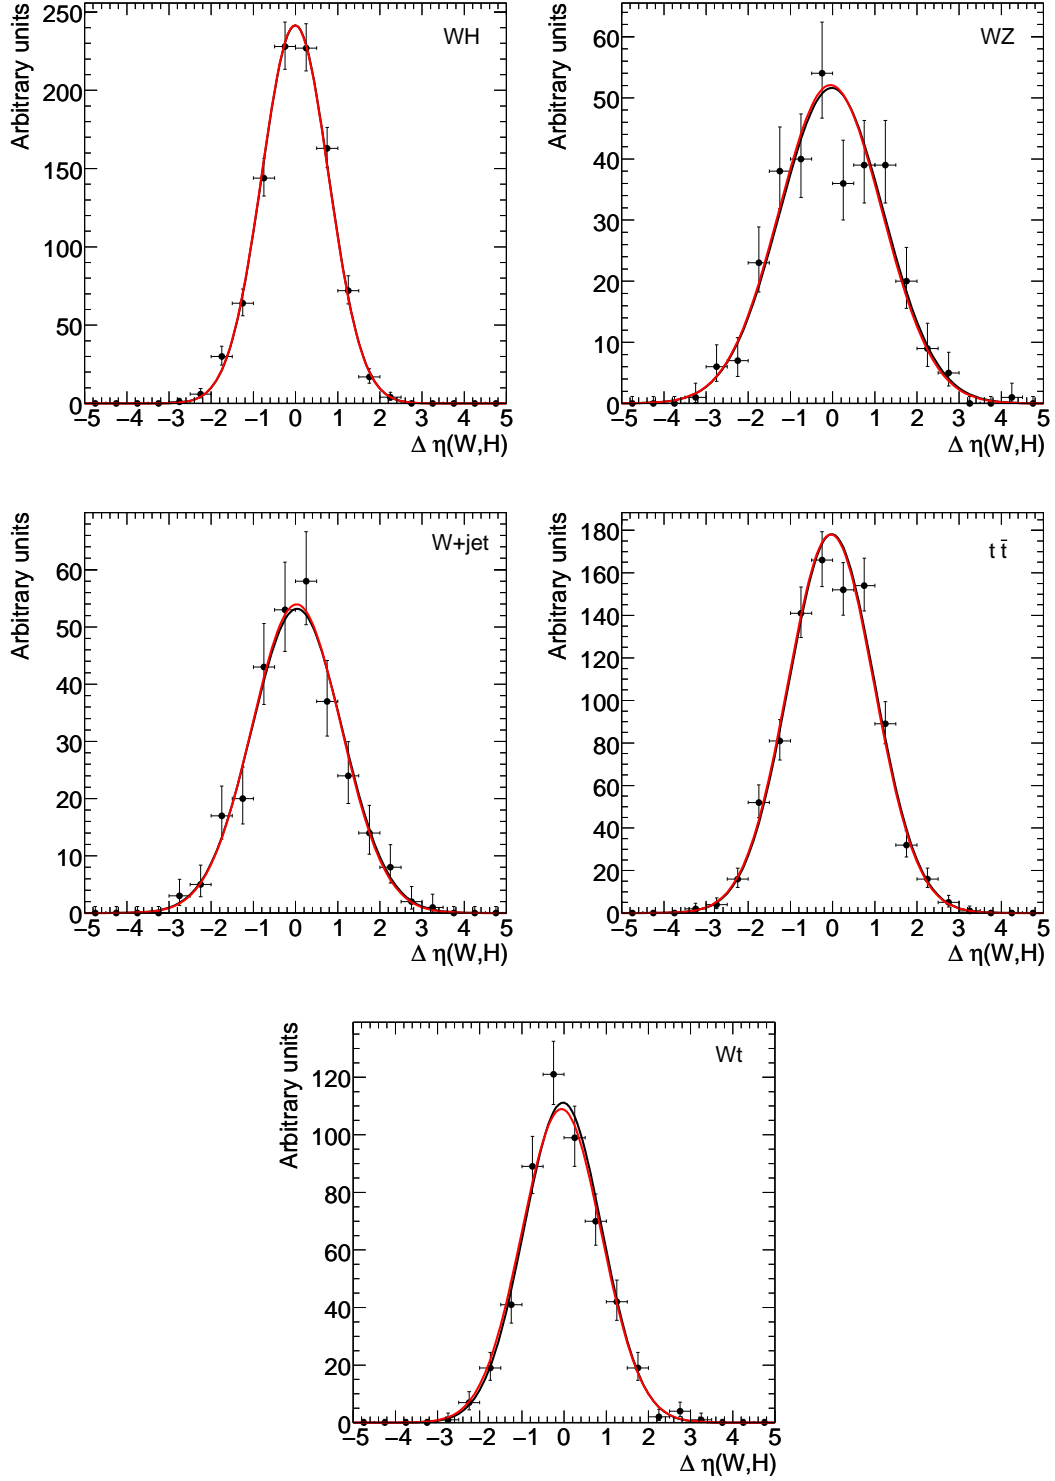 Arbitrary units
WH
250
200
150
100
50
0
−5 −4 −3 −2 −1 0 1 2 3 4 5
Δ η(W,H)
Arbitrary units
WZ
60
50
40
30
20
10
0
−5 −4 −3 −2 −1 0 1 2 3 4 5
Δ η(W,H)
Arbitrary units
W+jet
60
50
40
30
20
10
0
−5 −4 −3 −2 −1 0 1 2 3 4 5
Δ η(W,H)
Arbitrary units
t t̄
180
160
140
120
100
80
60
40
20
0
−5 −4 −3 −2 −1 0 1 2 3 4 5
Δ η(W,H)
Arbitrary units
Wt
120
100
80
60
40
20
0
−5 −4 −3 −2 −1 0 1 2 3 4 5
Δ η(W,H)